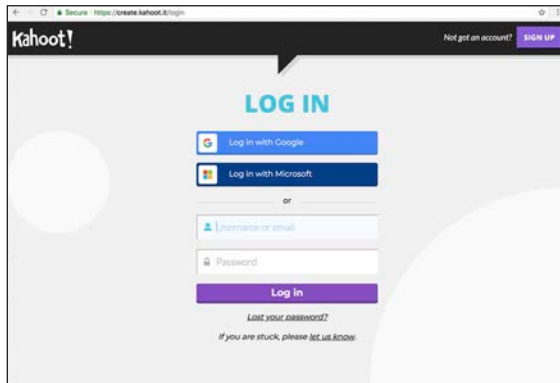 Secure https://create.kahoot.it/login
Kahoot!
Not got an account? SIGN UP
LOG IN
Log in with Google
Log in with Microsoft
or
Username or email
Password
Log in
Lost your password?
If you are stuck, please let us know.